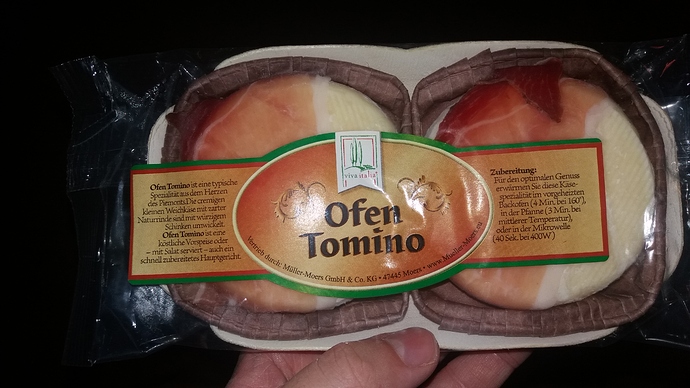 Ofen Tomino ist eine typische
Spezialität aus dem Herzen
des Piemonts. Die cremigen
kleinen Weichkäse mit zarter
Naturrinde sind mit würzigem
Schinken umwickelt.
Ofen Tomino ist eine
köstliche Vorspeise oder
– mit Salat serviert – auch ein
schnell zubereitetes Hauptgericht.
viva italia
Ofen
Tomino
Vertrieb durch: Müller-Moers GmbH & Co. KG • 47445 Moers • www.Mueller-Moers.eu
Zubereitung:
Für den optimalen Genuss
erwärmen Sie diese Käse-
spezialität im vorgeheizten
Backofen (4 Min. bei 160°),
in der Pfanne (3 Min. bei
mittlerer Temperatur),
oder in der Mikrowelle
(40 Sek. bei 400W)